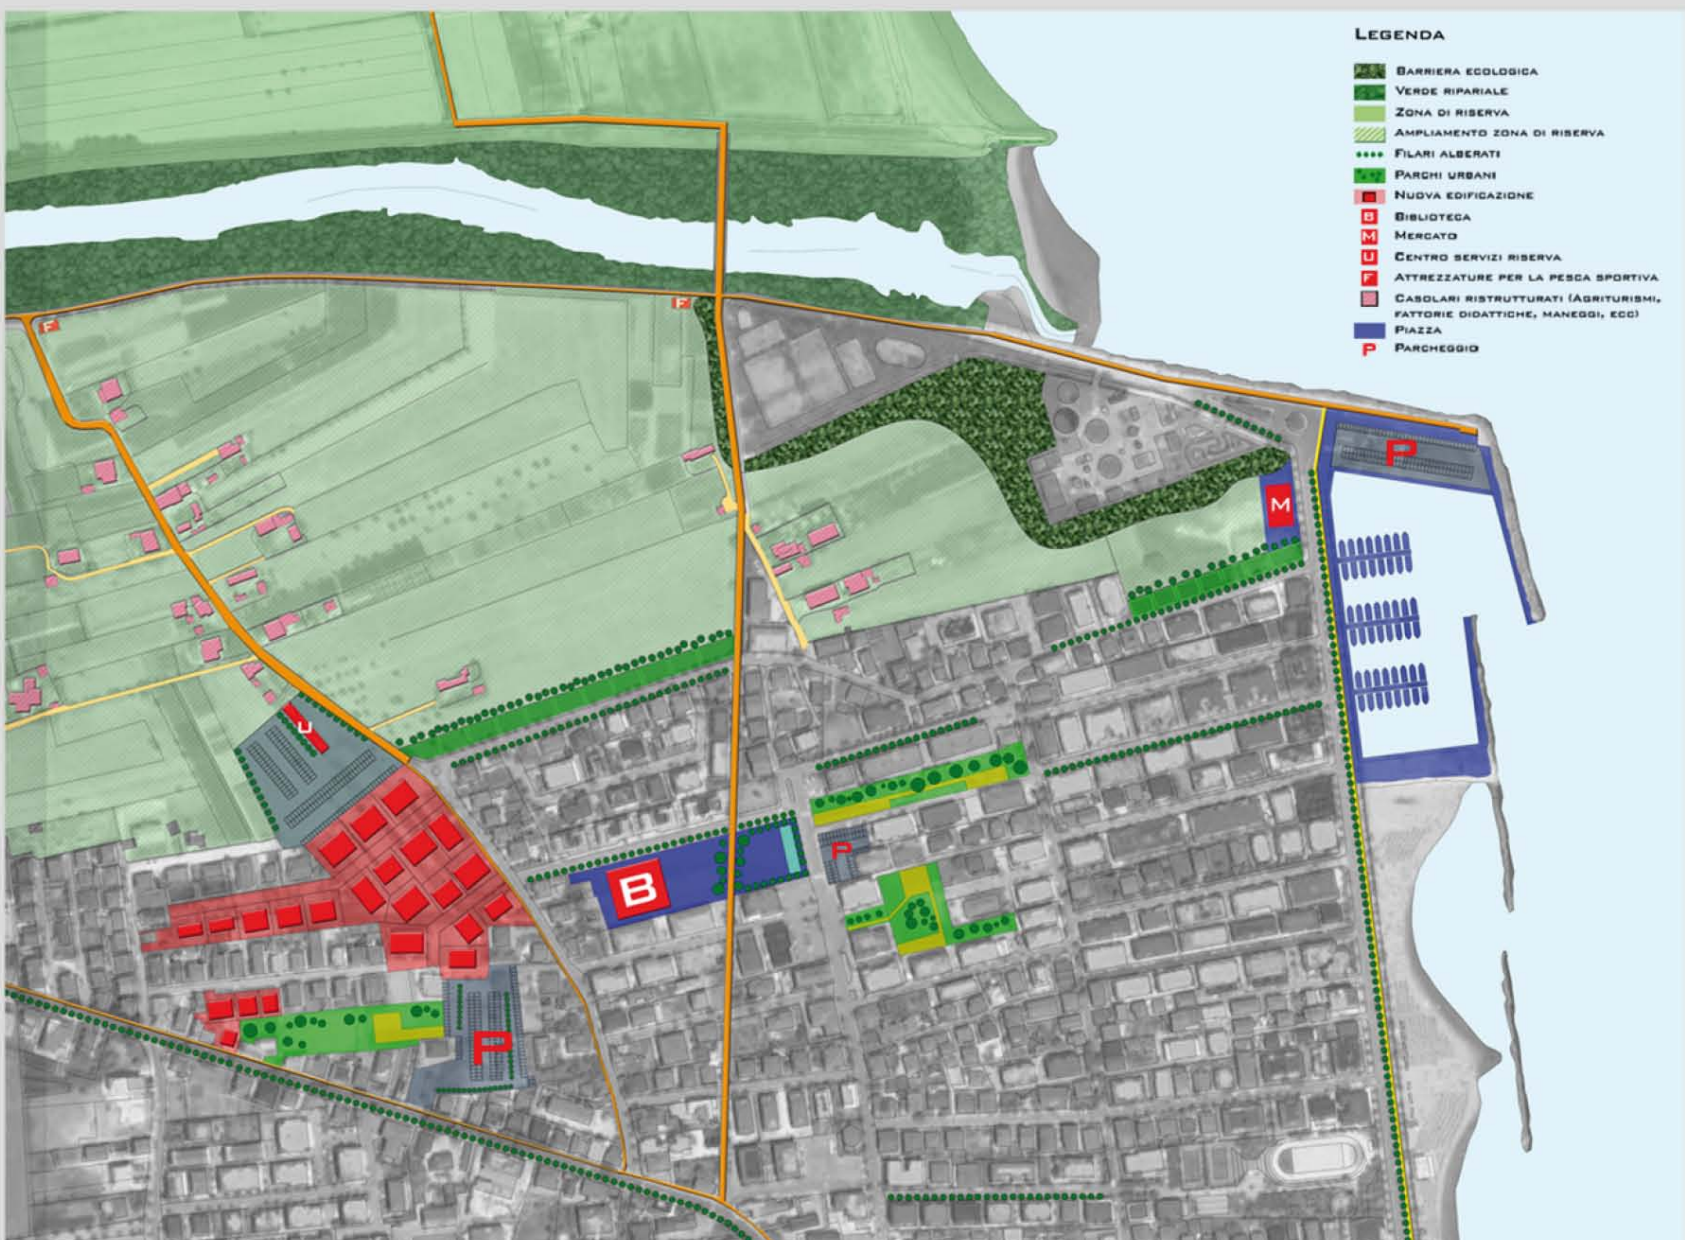 LEGENDA
BARRIERA ECOLOGICA
VERDE RIPARIALE
ZONA DI RISERVA
AMPLIAMENTO ZONA DI RISERVA
FILARI ALBERATI
PARCHI URBANI
NUOVA EDIFICAZIONE
B BIBLIOTECA
M MERCATO
U CENTRO SERVIZI RISERVA
F ATTREZZATURE PER LA PESCA SPORTIVA
CASOLARI RISTRUTTURATI (AGRITURISMI,
FATTORIE DIDATTICHE, MANEGGI, ECC)
PIAZZA
P PARCHEGGIO
F
F
P
M
U
P
B
P